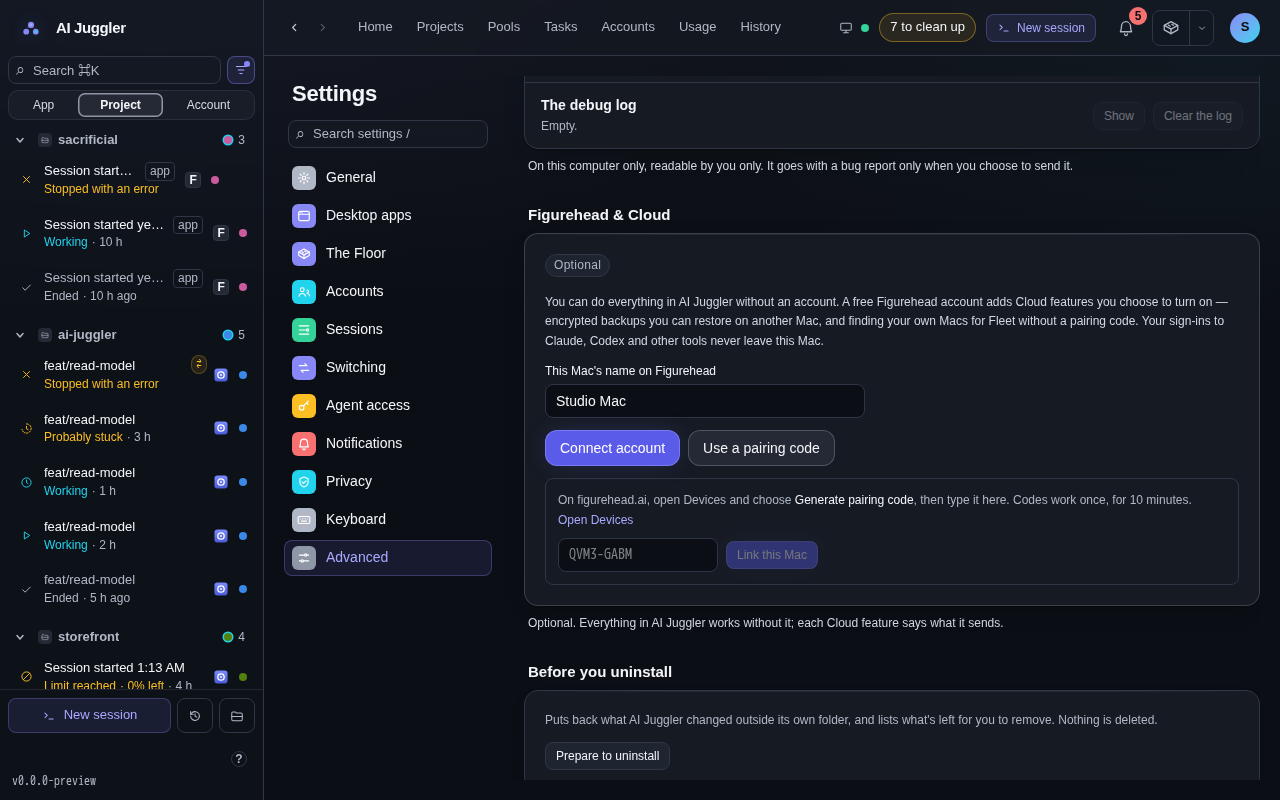 AI Juggler
Search ⌘K
App
Project
Account
sacrificial
3
Session start…
app
Stopped with an error
F
Session started ye…
app
Working · 10 h
F
Session started ye…
app
Ended · 10 h ago
F
ai-juggler
5
feat/read-model
Stopped with an error
feat/read-model
Probably stuck · 3 h
feat/read-model
Working · 1 h
feat/read-model
Working · 2 h
feat/read-model
Ended · 5 h ago
storefront
4
Session started 1:13 AM
Limit reached · 0% left · 4 h
New session
?
v0.0.0-preview
Home
Projects
Pools
Tasks
Accounts
Usage
History
7 to clean up
New session
5
S
Settings
Search settings /
General
Desktop apps
The Floor
Accounts
Sessions
Switching
Agent access
Notifications
Privacy
Keyboard
Advanced
The debug log
Empty.
Show
Clear the log
On this computer only, readable by you only. It goes with a bug report only when you choose to send it.
Figurehead & Cloud
Optional
You can do everything in AI Juggler without an account. A free Figurehead account adds Cloud features you choose to turn on —
encrypted backups you can restore on another Mac, and finding your own Macs for Fleet without a pairing code. Your sign-ins to
Claude, Codex and other tools never leave this Mac.
This Mac's name on Figurehead
Studio Mac
Connect account
Use a pairing code
On figurehead.ai, open Devices and choose Generate pairing code, then type it here. Codes work once, for 10 minutes.
Open Devices
QVM3-GABM
Link this Mac
Optional. Everything in AI Juggler works without it; each Cloud feature says what it sends.
Before you uninstall
Puts back what AI Juggler changed outside its own folder, and lists what's left for you to remove. Nothing is deleted.
Prepare to uninstall